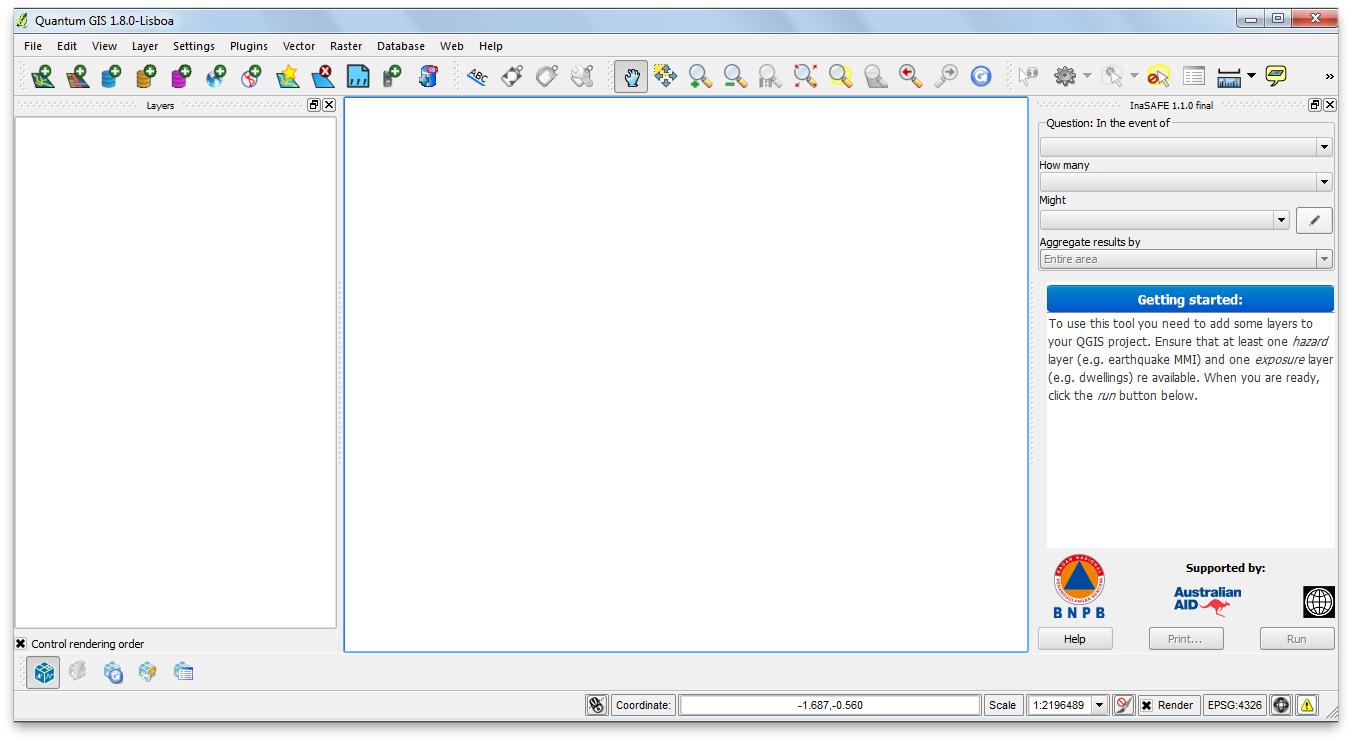 Quantum GIS 1.8.0-Lisboa
File Edit View Layer Settings Plugins Vector Raster Database Web Help
ABC
»
Layers
InaSAFE 1.1.0 final
Question: In the event of
How many
Might
Aggregate results by
Entire area
Getting started:
To use this tool you need to add some layers to
your QGIS project. Ensure that at least one hazard
layer (e.g. earthquake MMI) and one exposure layer
(e.g. dwellings) re available. When you are ready,
click the run button below.
BNPB
Supported by:
Australian
AID
Control rendering order
Help Print... Run
Coordinate: -1.687,-0.560 Scale 1:2196489 Render EPSG:4326